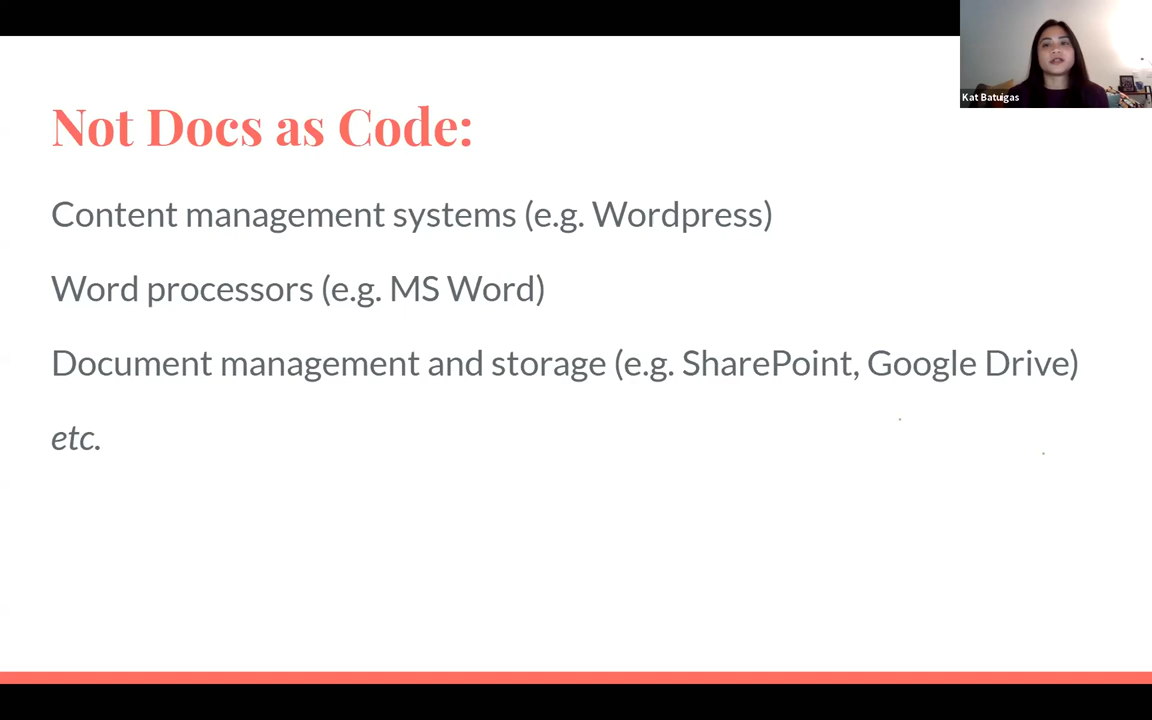 Kat Batuigas
Not Docs as Code:
Content management systems (e.g. Wordpress)
Word processors (e.g. MS Word)
Document management and storage (e.g. SharePoint, Google Drive)
etc.